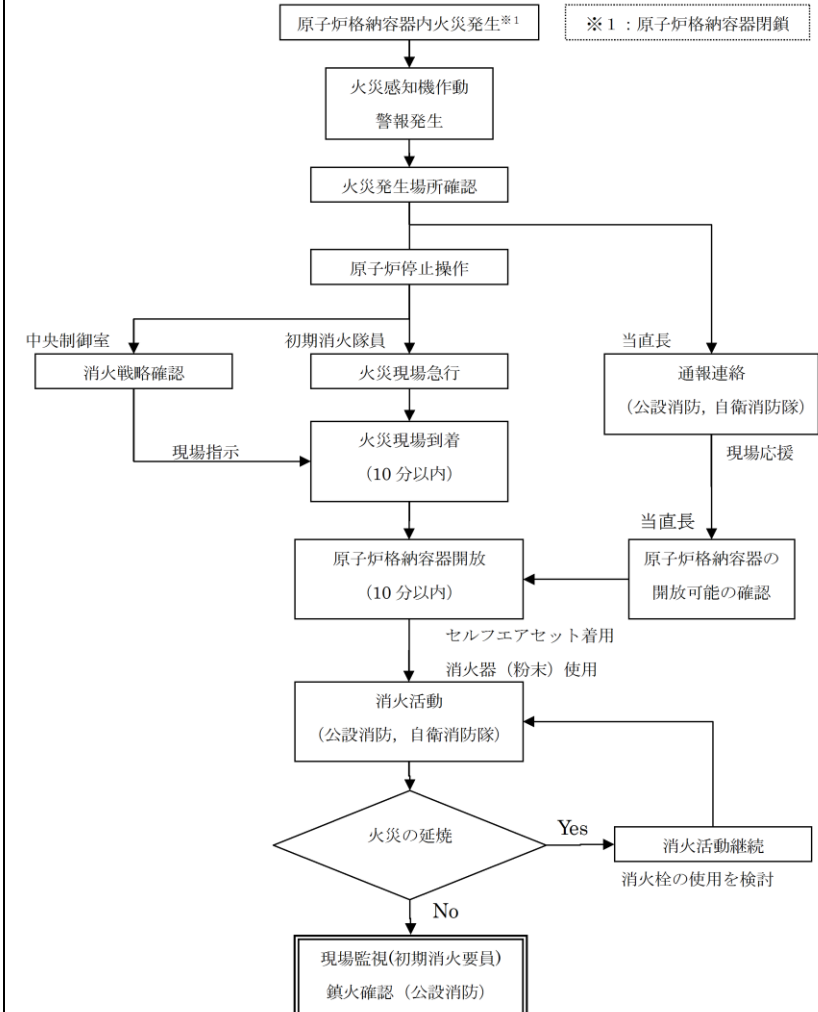 原子炉格納容器内火災発生※1
※1：原子炉格納容器閉鎖
火災感知機作動
警報発生
火災発生場所確認
原子炉停止操作
中央制御室
初期消火隊員
当直長
消火戦略確認
火災現場急行
通報連絡
（公設消防，自衛消防隊）
現場指示
火災現場到着
（10 分以内）
現場応援
当直長
原子炉格納容器開放
（10 分以内）
原子炉格納容器の
開放可能の確認
セルフエアセット着用
消火器（粉末）使用
消火活動
（公設消防，自衛消防隊）
火災の延焼
Yes
消火活動継続
消火栓の使用を検討
No
現場監視(初期消火要員)
鎮火確認（公設消防）